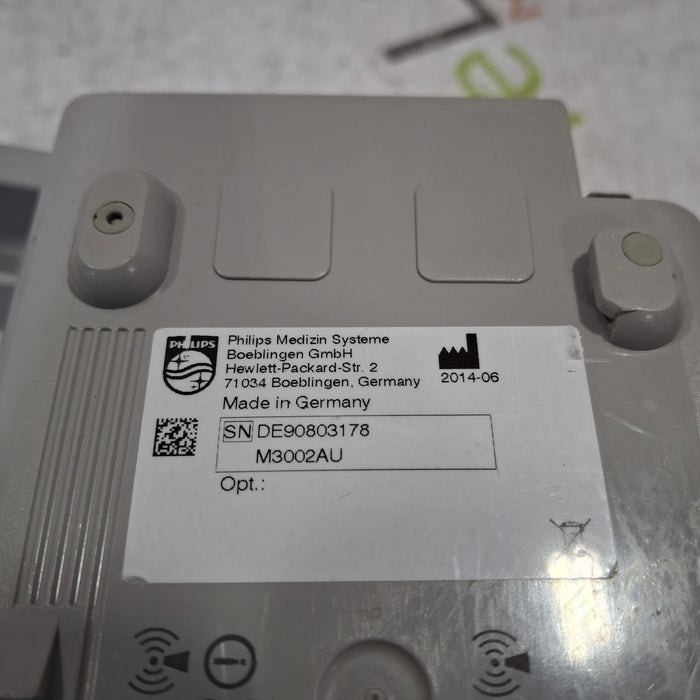 PHILIPS
Philips Medizin Systeme
Boeblingen GmbH
Hewlett-Packard-Str. 2
71034 Boeblingen, Germany
2014-06
Made in Germany
SN DE90803178
M3002AU
Opt.: